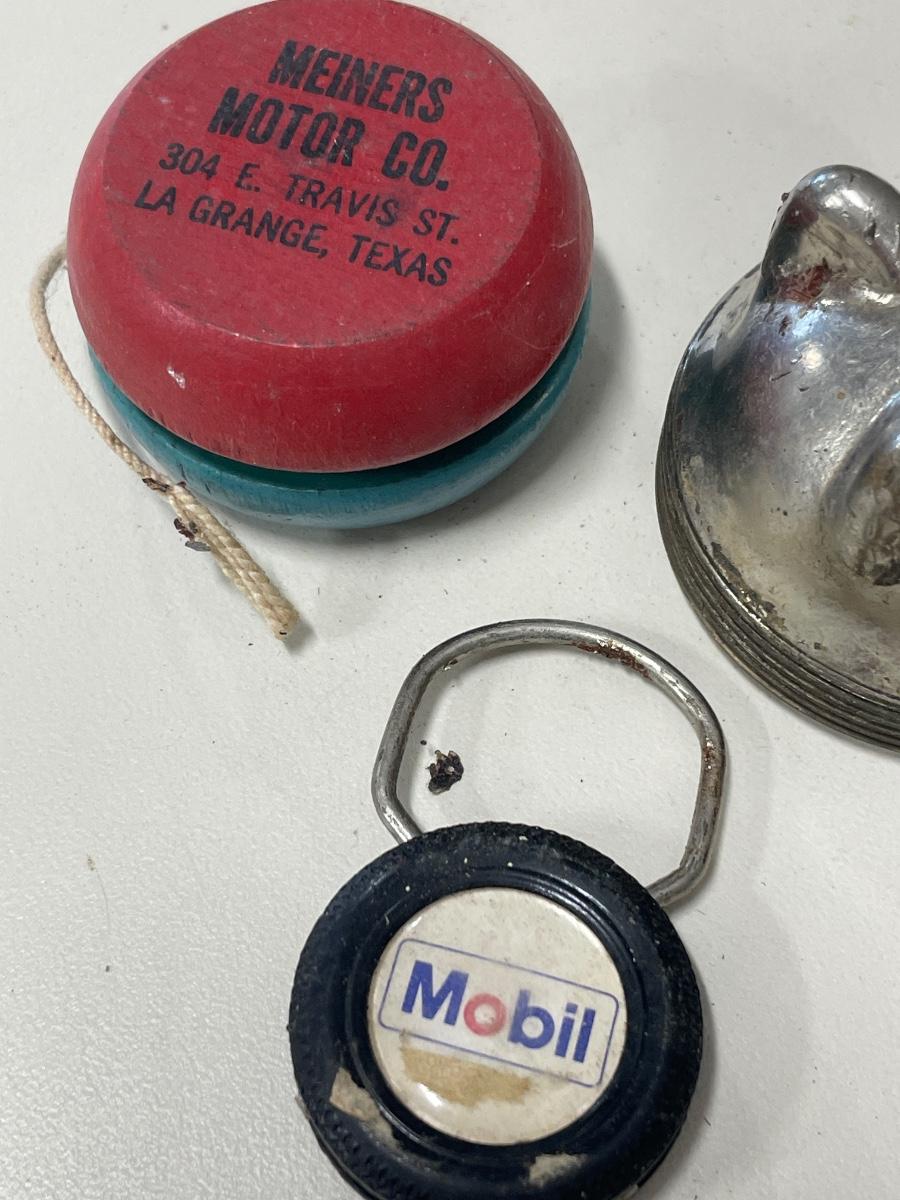 MEINERS
MOTOR CO.
304 E. TRAVIS ST.
LA GRANGE, TEXAS
Mobil